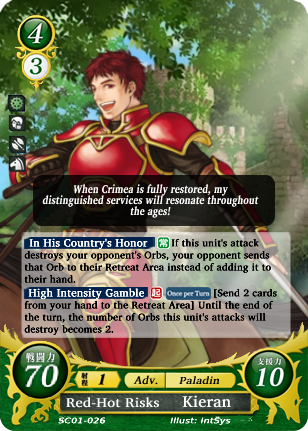 4
3
When Crimea is fully restored, my
distinguished services will resonate throughout
the ages!
In His Country's Honor 常 If this unit's attack
destroys your opponent's Orbs, your opponent sends
that Orb to their Retreat Area instead of adding it to
their hand.
High Intensity Gamble 起 Once per Turn [Send 2 cards
from your hand to the Retreat Area] Until the end
of the turn, the number of Orbs this unit's attacks will
destroy becomes 2.
戦闘力
70
射程 1
Adv.
Paladin
支援力
10
Red-Hot Risks Kieran
SC01-026
Illust: IntSys